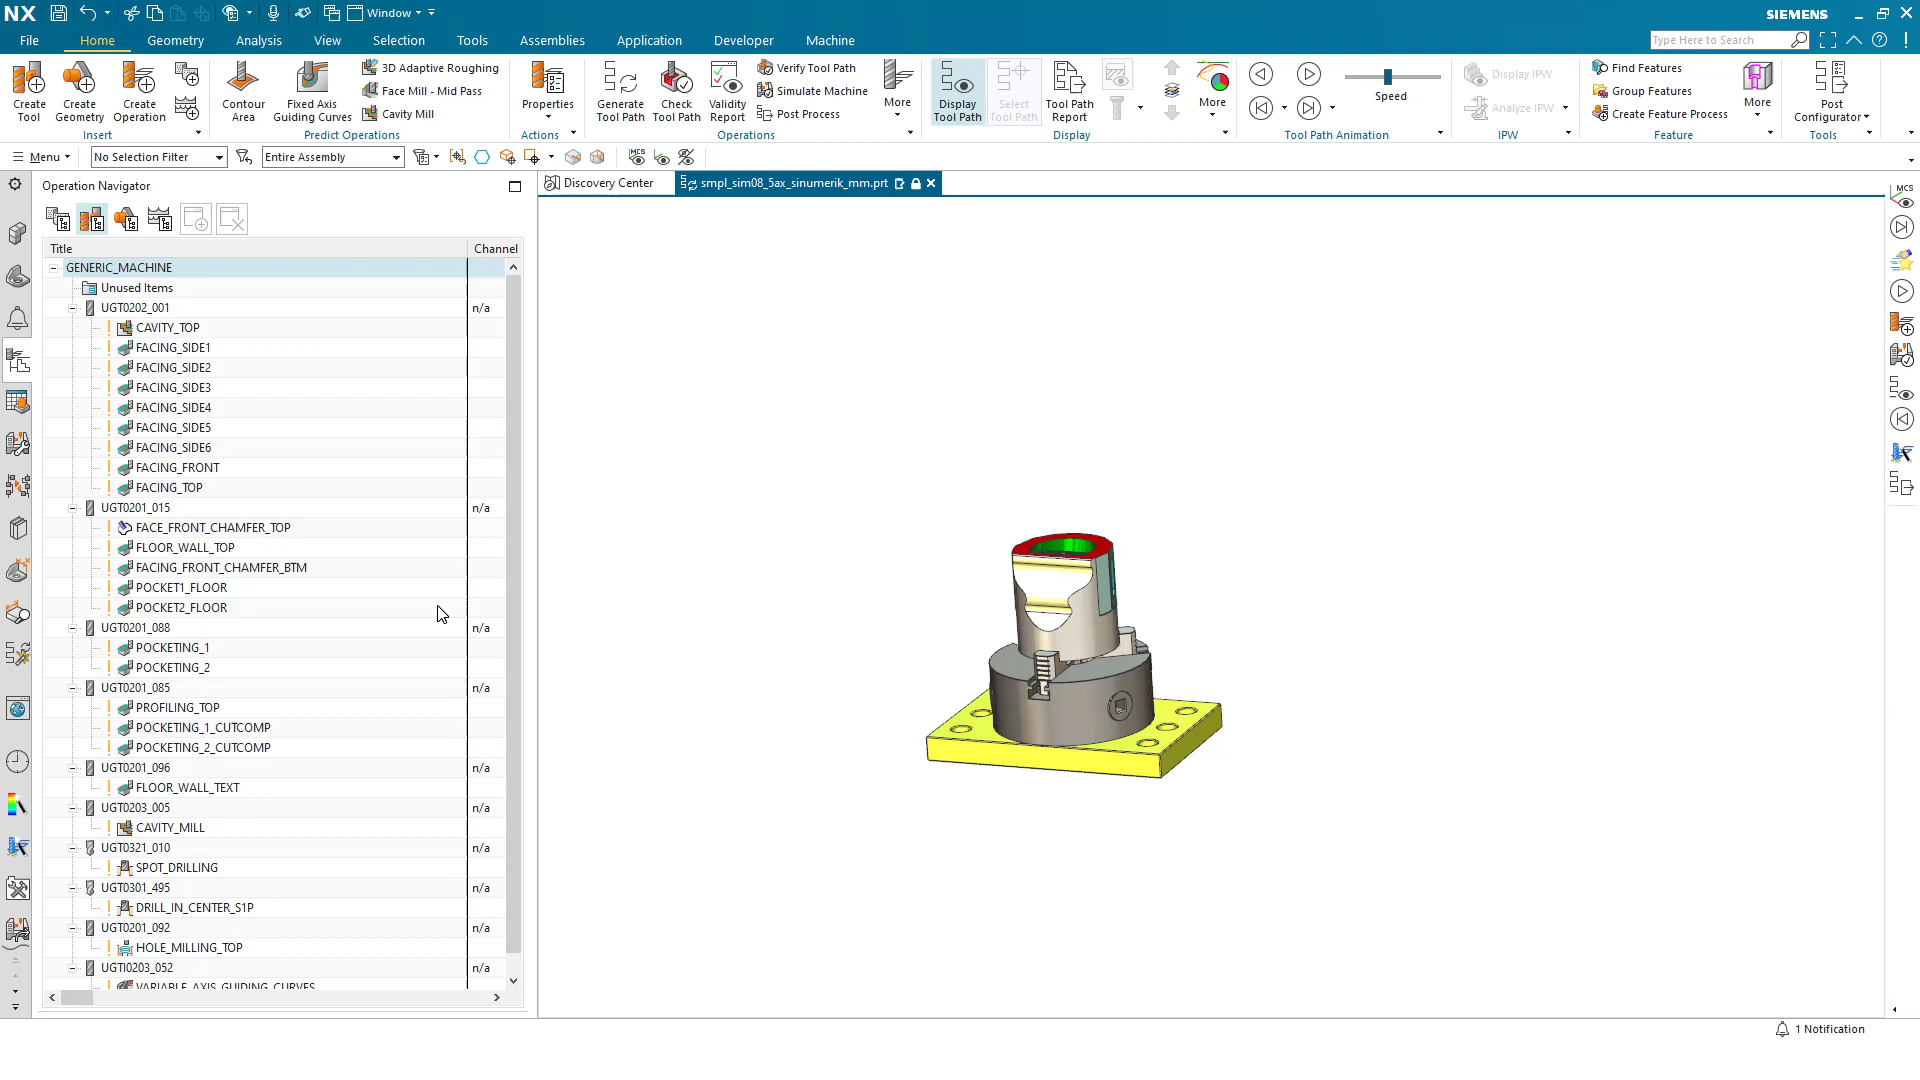 NX
Window
SIEMENS
File
Home
Geometry
Analysis
View
Selection
Tools
Assemblies
Application
Developer
Machine
Type Here to Search
Create Tool
Create Geometry
Create Operation
Insert
Contour Area
Fixed Axis Guiding Curves
3D Adaptive Roughing
Face Mill - Mid Pass
Cavity Mill
Predict Operations
Properties
Actions
Generate Tool Path
Check Tool Path
Validity Report
Verify Tool Path
Simulate Machine
Post Process
More
Operations
Display Tool Path
Select Tool Path
Tool Path Report
More
Display
Speed
Tool Path Animation
Display IPW
Analyze IPW
IPW
Find Features
Group Features
Create Feature Process
More
Feature
Post Configurator
Tools
Menu
No Selection Filter
Entire Assembly
MCS
Operation Navigator
Discovery Center
smpl_sim08_5ax_sinumerik_mm.prt
MCS
Title
Channel
GENERIC_MACHINE
Unused Items
UGT0202_001 n/a
CAVITY_TOP
FACING_SIDE1
FACING_SIDE2
FACING_SIDE3
FACING_SIDE4
FACING_SIDE5
FACING_SIDE6
FACING_FRONT
FACING_TOP
UGT0201_015 n/a
FACE_FRONT_CHAMFER_TOP
FLOOR_WALL_TOP
FACING_FRONT_CHAMFER_BTM
POCKET1_FLOOR
POCKET2_FLOOR
UGT0201_088 n/a
POCKETING_1
POCKETING_2
UGT0201_085 n/a
PROFILING_TOP
POCKETING_1_CUTCOMP
POCKETING_2_CUTCOMP
UGT0201_096 n/a
FLOOR_WALL_TEXT
UGT0203_005 n/a
CAVITY_MILL
UGT0321_010 n/a
SPOT_DRILLING
UGT0301_495 n/a
DRILL_IN_CENTER_S1P
UGT0201_092 n/a
HOLE_MILLING_TOP
UGTI0203_052 n/a
VARIABLE_AXIS_GUIDING_CURVES
1 Notification